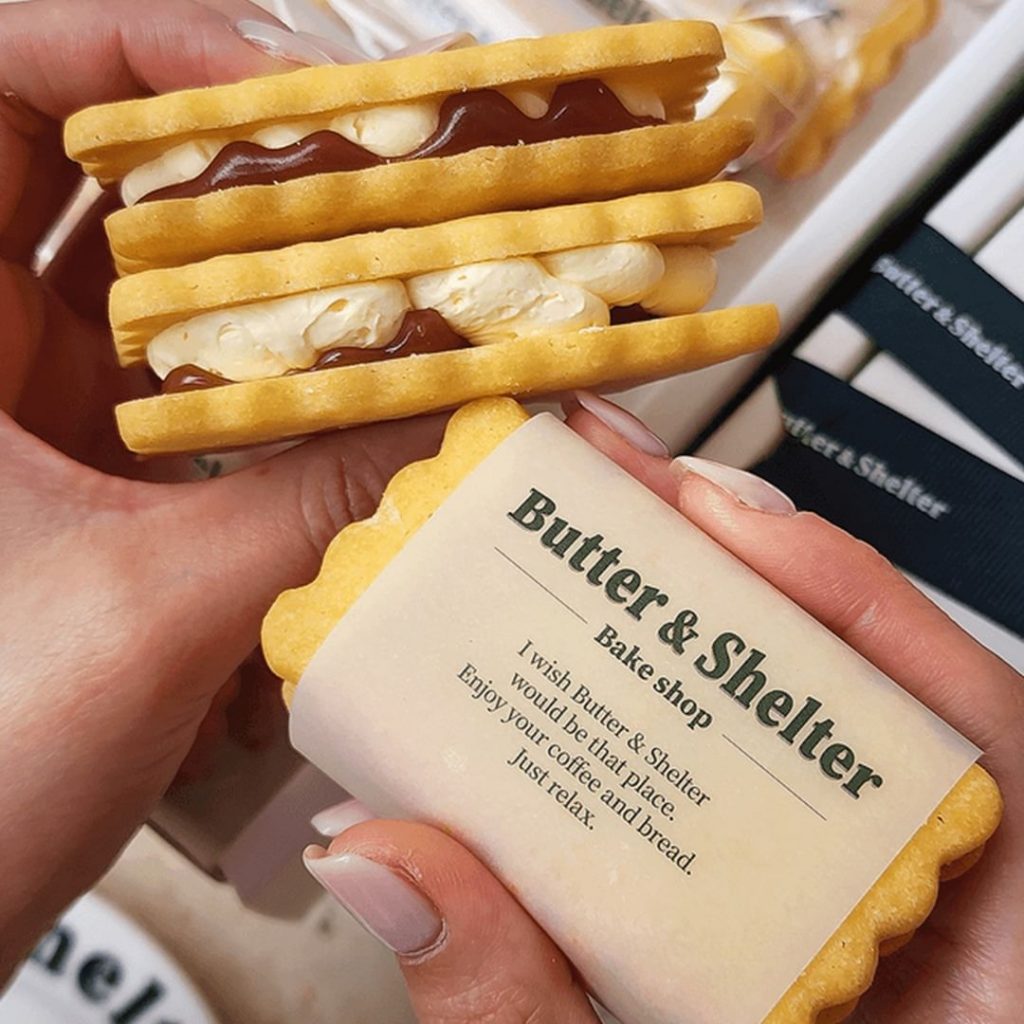 Butter & Shelter
Bake shop
I wish Butter & Shelter
would be that place.
Enjoy your coffee and bread.
Just relax.
Butter & Shelter
Butter & Shelter